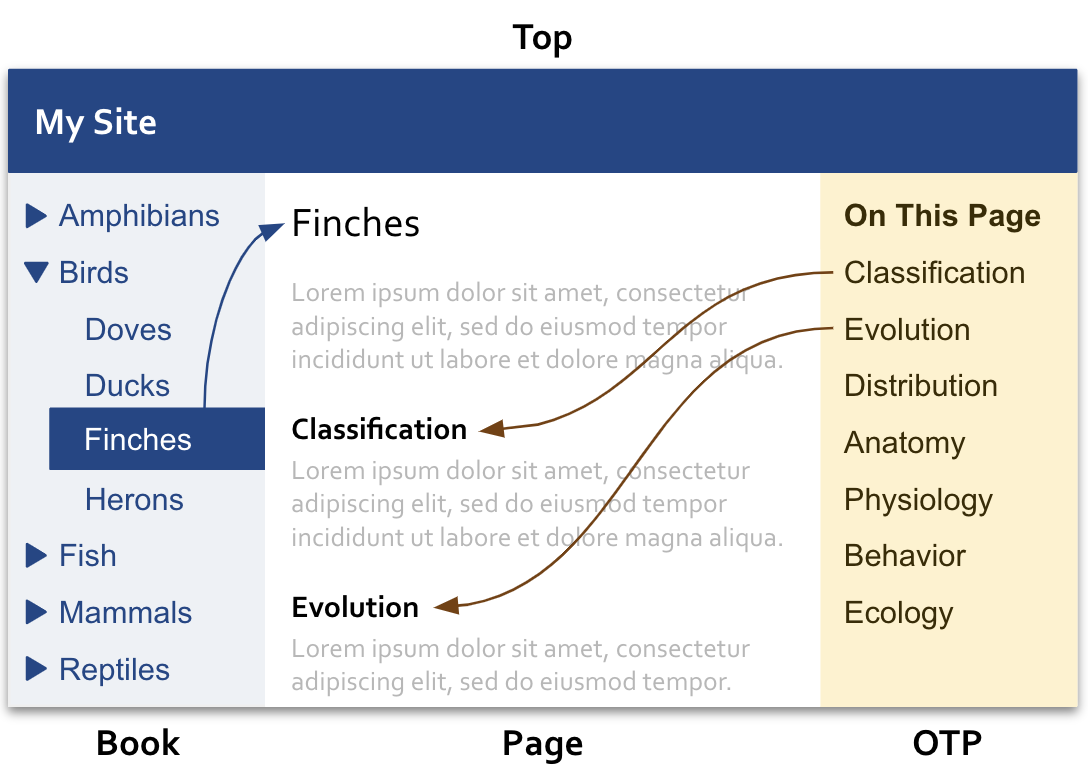 Top
My Site
Amphibians
Birds
Doves
Ducks
Finches
Herons
Fish
Mammals
Reptiles
Finches
Lorem ipsum dolor sit amet, consectetur
adipiscing elit, sed do eiusmod tempor
incididunt ut labore et dolore magna aliqua.
Classification
Lorem ipsum dolor sit amet, consectetur
adipiscing elit, sed do eiusmod tempor
incididunt ut labore et dolore magna aliqua.
Evolution
Lorem ipsum dolor sit amet, consectetur
adipiscing elit, sed do eiusmod tempor.
On This Page
Classification
Evolution
Distribution
Anatomy
Physiology
Behavior
Ecology
Book
Page
OTP